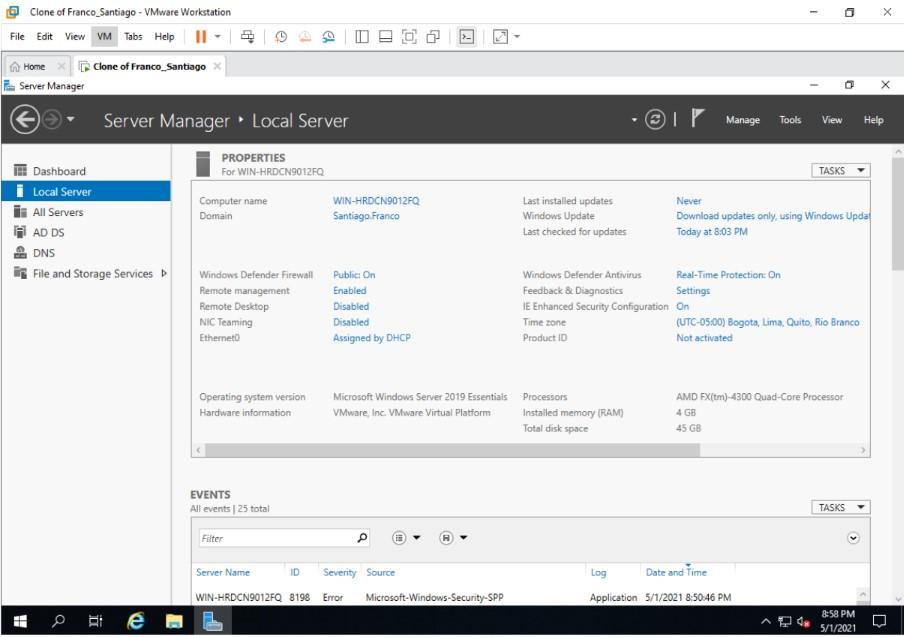 Clone of Franco_Santiago - VMware Workstation
File Edit View VM Tabs Help
Home Clone of Franco_Santiago
Server Manager
Server Manager Local Server
Manage Tools View Help
Dashboard
Local Server
All Servers
AD DS
DNS
File and Storage Services
PROPERTIES
For WIN-HRDCN9012FQ
TASKS
Computer name WIN-HRDCN9012FQ Last installed updates Never
Domain Santiago.Franco Windows Update Download updates only, using Windows Updat
Last checked for updates Today at 8:03 PM
Windows Defender Firewall Public: On Windows Defender Antivirus Real-Time Protection: On
Remote management Enabled Feedback & Diagnostics Settings
Remote Desktop Disabled IE Enhanced Security Configuration On
NIC Teaming Disabled Time zone (UTC-05:00) Bogota, Lima, Quito, Rio Branco
Ethernet0 Assigned by DHCP Product ID Not activated
Operating system version Microsoft Windows Server 2019 Essentials Processors AMD FX(tm)-4300 Quad-Core Processor
Hardware information VMware, Inc. VMware Virtual Platform Installed memory (RAM) 4 GB
Total disk space 45 GB
EVENTS
All events | 25 total
TASKS
Filter
Server Name ID Severity Source Log Date and Time
WIN-HRDCN9012FQ 8198 Error Microsoft-Windows-Security-SPP Application 5/1/2021 8:50:46 PM
8:58 PM
5/1/2021